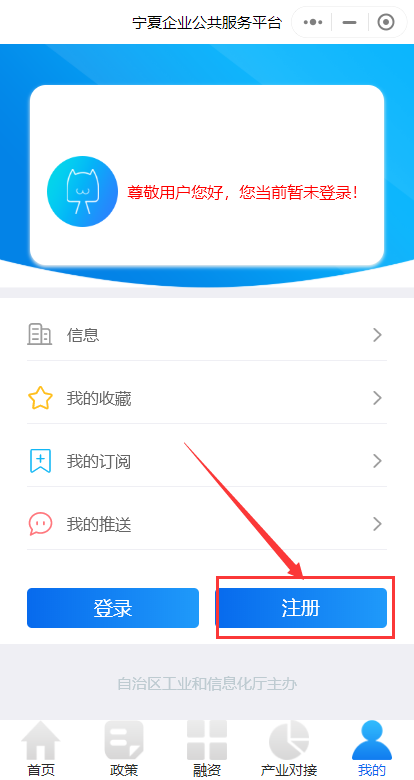 宁夏企业公共服务平台
尊敬用户您好，您当前暂未登录！
信息
我的收藏
我的订阅
我的推送
登录 注册
自治区工业和信息化厅主办
首页 政策 融资 产业对接 我的